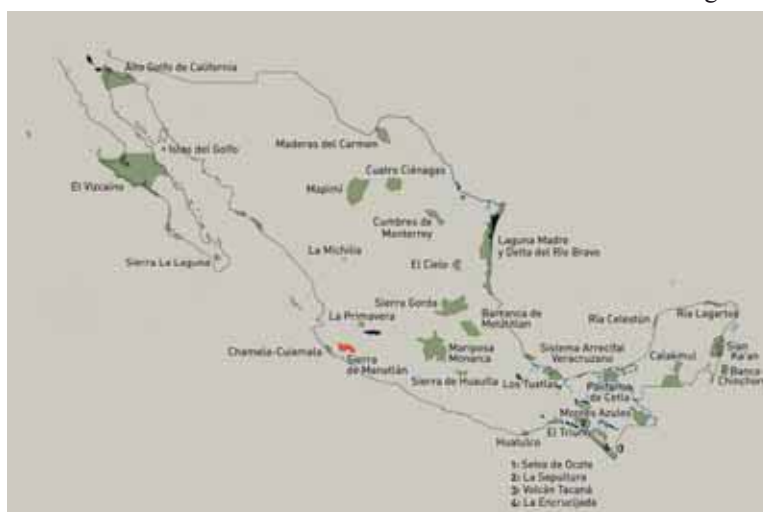 Alto Golfo de California
Islas del Golfo
Maderas del Carmen
Cuatro Ciénagas
El Vizcaíno
Mapimí
Cumbres de
Monterrey
Laguna Madre
y Delta del Río Bravo
La Michilía
Sierra La Laguna
El Cielo
Sierra Gorda
La Primavera
Barranca de
Metztitlan
Ría Celestún
Ría Lagartos
Chamela-Cuixmala
Sierra
de Manatlán
Mariposa
Monarca
Sistema Arrecifal
Veracruzano
Calakmul
Sian
Ka'an
Sierra de Huautla
Los Tuxtlas
Pantanos
de Centla
Banco
Chinchorro
Montes Azules
El Triunfo
Huatulco
1: Selva de Ocote
2: La Sepultura
3: Volcán Tacaná
4: La Encrucijada